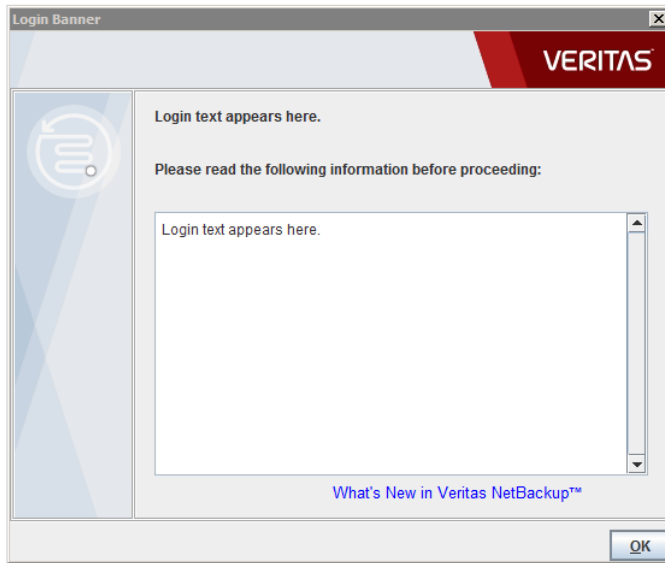 Login Banner
VERITAS
Login text appears here.
Please read the following information before proceeding:
Login text appears here.
What's New in Veritas NetBackup™
OK